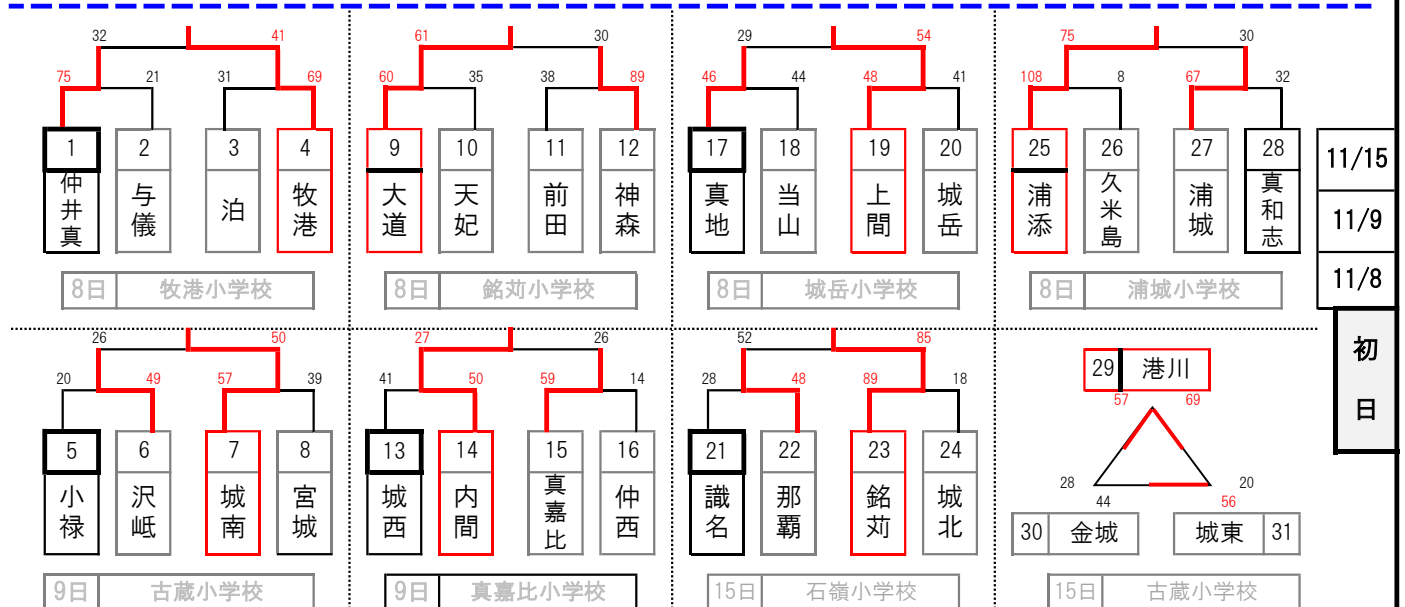 32 41 61 30 29 54 75 30
75 21 31 69 60 35 38 89 46 44 48 41 108 8 67 32
1 2 3 4 9 10 11 12 17 18 19 20 25 26 27 28
仲井真 与儀 泊 牧港 大道 天妃 前田 神森 真地 当山 上間 城岳 浦添 久米島 浦城 真和志
11/15
11/9
11/8
8日 牧港小学校 8日 銘苅小学校 8日 城岳小学校 8日 浦城小学校
初日
26 50 27 26 52 85
20 49 57 39 41 50 59 14 28 48 89 18
29 港川
57 69
5 6 7 8 13 14 15 16 21 22 23 24
小禄 沢岻 城南 宮城 城西 内間 真嘉比 仲西 識名 那覇 銘苅 城北
28 20
44 56
30 金城 城東 31
9日 古蔵小学校 9日 真嘉比小学校 15日 石嶺小学校 15日 古蔵小学校